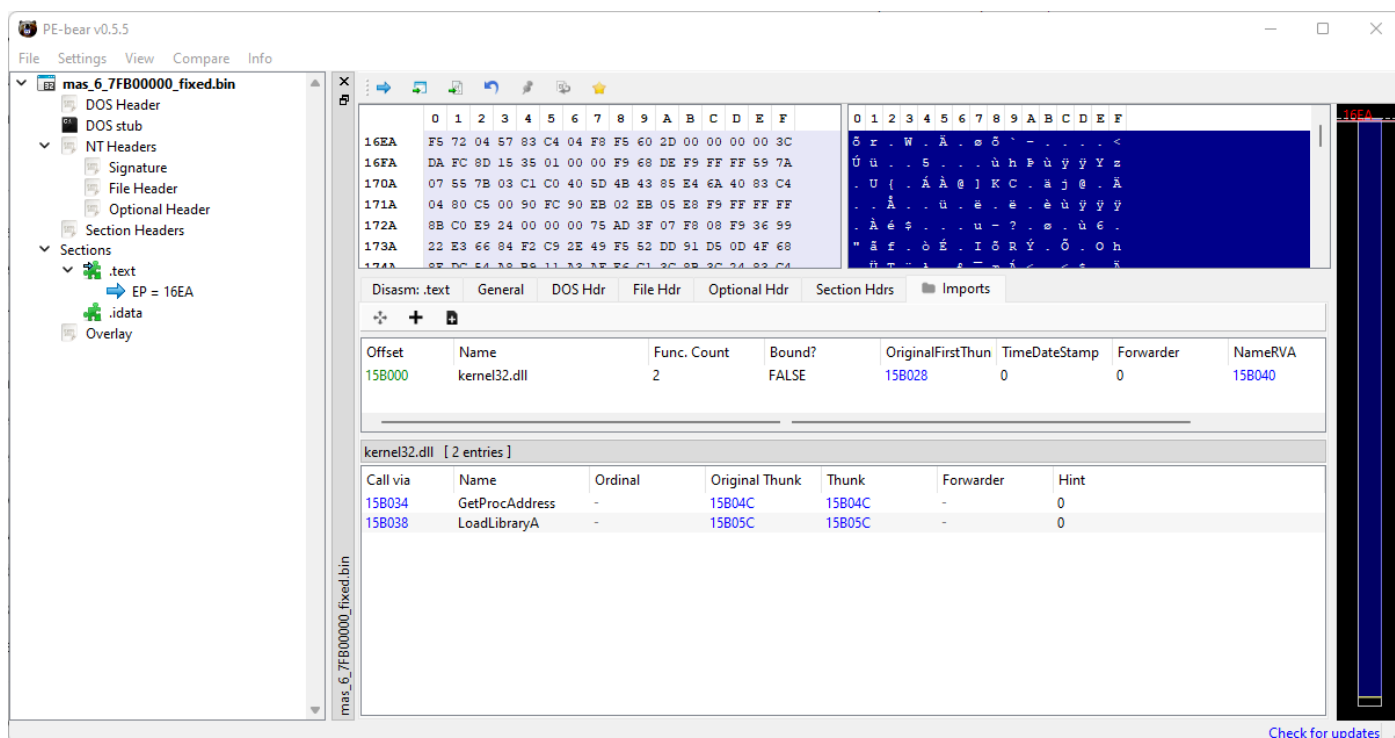 PE-bear v0.5.5
File Settings View Compare Info
mas_6_7FB00000_fixed.bin
DOS Header
DOS stub
NT Headers
Signature
File Header
Optional Header
Section Headers
Sections
.text
EP = 16EA
.idata
Overlay
mas_6_7FB00000_fixed.bin
0 1 2 3 4 5 6 7 8 9 A B C D E F
16EA F5 72 04 57 83 C4 04 F8 F5 60 2D 00 00 00 00 3C
16FA DA FC 8D 15 35 01 00 00 F9 68 DE F9 FF FF 59 7A
170A 07 55 7B 03 C1 C0 40 5D 4B 43 85 E4 6A 40 83 C4
171A 04 80 C5 00 90 FC 90 EB 02 EB 05 E8 F9 FF FF FF
172A 8B C0 E9 24 00 00 00 75 AD 3F 07 F8 08 F9 36 99
173A 22 E3 66 84 F2 C9 2E 49 F5 52 DD 91 D5 0D 4F 68
0 1 2 3 4 5 6 7 8 9 A B C D E F
õ r . W . Ä . ø õ ` - . . . . <
Ú ü . . 5 . . . ù h Þ ù ÿ ÿ Y z
. U { . Á À @ ] K C . ä j @ . Ä
. . Å . . ü . ë . ë . è ù ÿ ÿ ÿ
. À é $ . . . u - ? . ø . ù 6 .
" ã f . ò É . I õ R Ý . Õ . O h
16EA
Disasm: .text General DOS Hdr File Hdr Optional Hdr Section Hdrs Imports
Offset Name Func. Count Bound? OriginalFirstThun TimeDateStamp Forwarder NameRVA
15B000 kernel32.dll 2 FALSE 15B028 0 0 15B040
kernel32.dll [ 2 entries ]
Call via Name Ordinal Original Thunk Thunk Forwarder Hint
15B034 GetProcAddress - 15B04C 15B04C - 0
15B038 LoadLibraryA - 15B05C 15B05C - 0
Check for updates